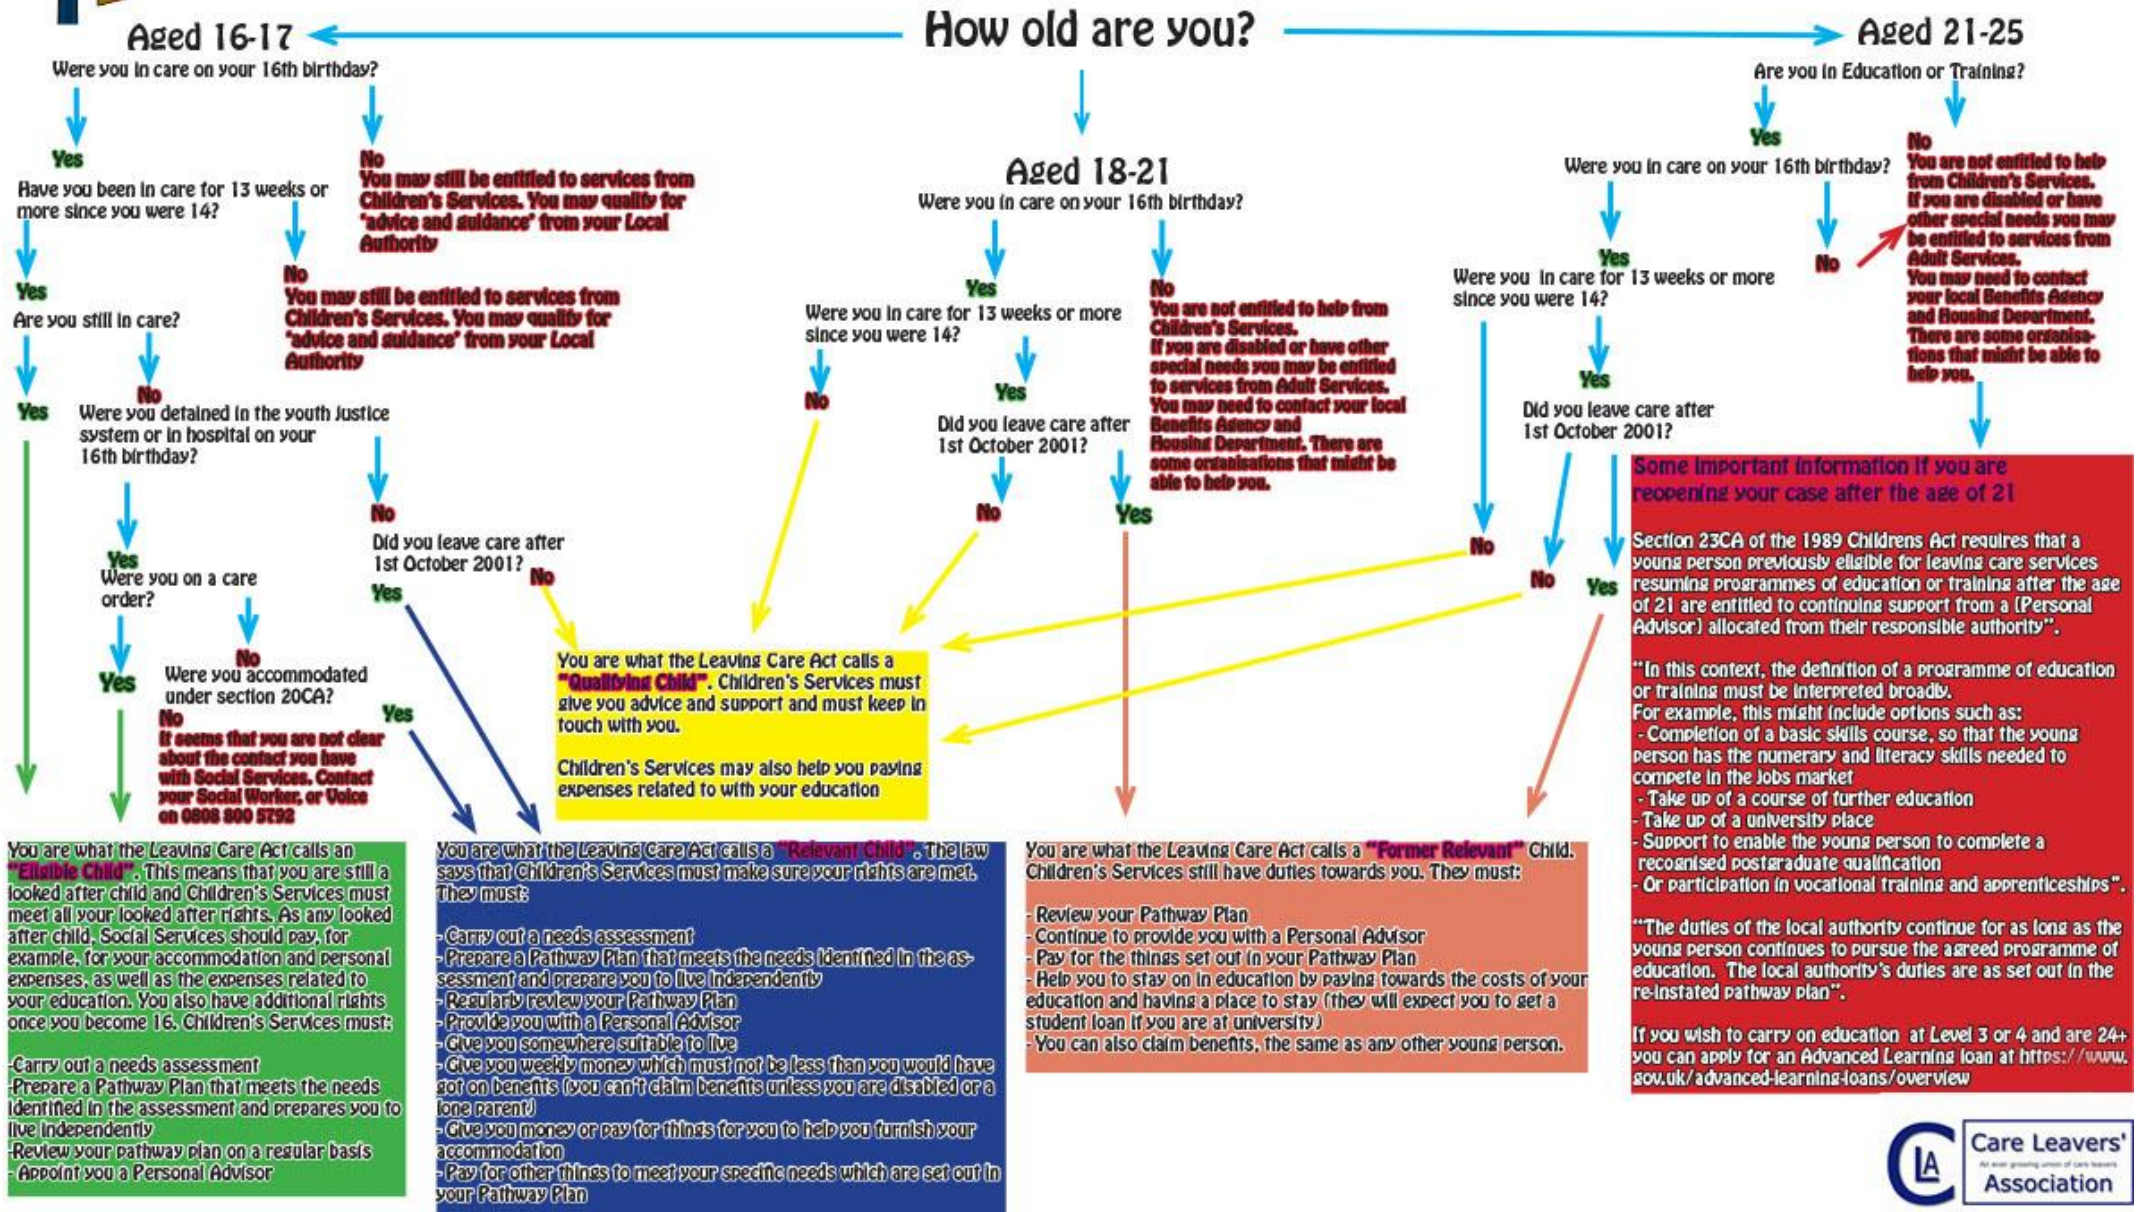 How old are you?
Aged 16-17
Were you in care on your 16th birthday?
Yes
Have you been in care for 13 weeks or
more since you were 14?
No
You may still be entitled to services from
Children's Services. You may qualify for
"advice and guidance" from your Local
Authority
Yes
Are you still in care?
No
You may still be entitled to services from
Children's Services. You may qualify for
"advice and guidance" from your Local
Authority
Yes
No
Were you detained in the youth justice
system or in hospital on your
16th birthday?
Yes
Were you on a care
order?
No
Did you leave care after
1st October 2001?
No
Yes
Yes
No
Were you accommodated
under section 20CA?
No
It seems that you are not clear
about the contact you have
with Social Services. Contact
your Social Worker, or Voice
on 0808 800 5792
Yes
Aged 18-21
Were you in care on your 16th birthday?
Yes
Were you in care for 13 weeks or more
since you were 14?
No
You are not entitled to help from
Children's Services.
If you are disabled or have other
special needs you may be entitled
to services from Adult Services.
You may need to contact your local
Benefits Agency and
Housing Department. There are
some organisations that might be
able to help you.
No
Yes
Did you leave care after
1st October 2001?
No
Yes
Aged 21-25
Are you in Education or Training?
Yes
Were you in care on your 16th birthday?
No
You are not entitled to help
from Children's Services.
If you are disabled or have
other special needs you may
be entitled to services from
Adult Services.
You may need to contact
your local Benefits Agency
and Housing Department.
There are some organisa-
tions that might be able to
help you.
Yes
Were you in care for 13 weeks or more
since you were 14?
No
Yes
Did you leave care after
1st October 2001?
No
No
Yes
You are what the Leaving Care Act calls a
"Qualifying Child". Children's Services must
give you advice and support and must keep in
touch with you.
Children's Services may also help you paying
expenses related to with your education
You are what the Leaving Care Act calls an
"Eligible Child". This means that you are still a
looked after child and Children's Services must
meet all your looked after rights. As any looked
after child, Social Services should pay, for
example, for your accommodation and personal
expenses, as well as the expenses related to
your education. You also have additional rights
once you become 16. Children's Services must:
-Carry out a needs assessment
-Prepare a Pathway Plan that meets the needs
identified in the assessment and prepares you to
live independently
-Review your pathway plan on a regular basis
- Appoint you a Personal Advisor
You are what the Leaving Care Act calls a "Relevant Child". The law
says that Children's Services must make sure your rights are met.
They must:
- Carry out a needs assessment
- Prepare a Pathway Plan that meets the needs identified in the as-
sessment and prepare you to live independently
- Regularly review your Pathway Plan
- Provide you with a Personal Advisor
- Give you somewhere suitable to live
- Give you weekly money which must not be less than you would have
got on benefits (you can't claim benefits unless you are disabled or a
lone parent)
- Give you money or pay for things for you to help you furnish your
accommodation
- Pay for other things to meet your specific needs which are set out in
your Pathway Plan
You are what the Leaving Care Act calls a "Former Relevant" Child.
Children's Services still have duties towards you. They must:
- Review your Pathway Plan
- Continue to provide you with a Personal Advisor
- Pay for the things set out in your Pathway Plan
- Help you to stay on in education by paying towards the costs of your
education and having a place to stay (they will expect you to get a
student loan if you are at university)
- You can also claim benefits, the same as any other young person.
Some important information if you are
reopening your case after the age of 21
Section 23CA of the 1989 Childrens Act requires that a
young person previously eligible for leaving care services
resuming programmes of education or training after the age
of 21 are entitled to continuing support from a (Personal
Advisor) allocated from their responsible authority".
"In this context, the definition of a programme of education
or training must be interpreted broadly.
For example, this might include options such as:
- Completion of a basic skills course, so that the young
person has the numerary and literacy skills needed to
compete in the jobs market
- Take up of a course of further education
- Take up of a university place
- Support to enable the young person to complete a
recognised postgraduate qualification
- Or participation in vocational training and apprenticeships".
"The duties of the local authority continue for as long as the
young person continues to pursue the agreed programme of
education. The local authority's duties are as set out in the
re-instated pathway plan".
If you wish to carry on education at Level 3 or 4 and are 24+
you can apply for an Advanced Learning loan at https://www.
gov.uk/advanced-learning-loans/overview
CLA
Care Leavers'
An ever growing union of care leavers
Association